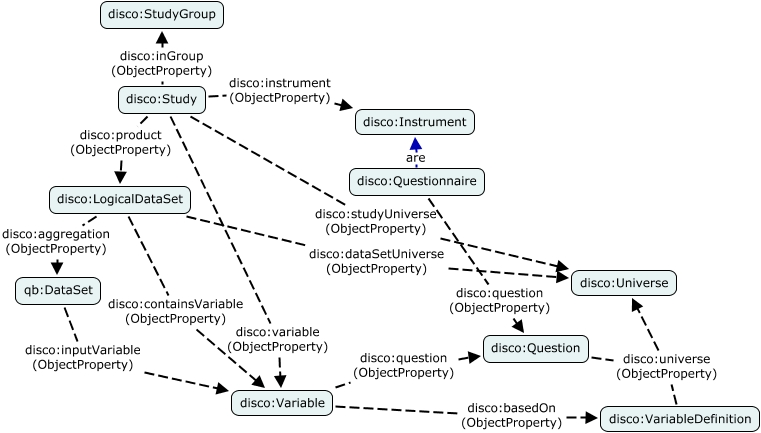 disco:StudyGroup
disco:inGroup
(ObjectProperty)
disco:Study
disco:instrument
(ObjectProperty)
disco:Instrument
disco:product
(ObjectProperty)
are
disco:Questionnaire
disco:LogicalDataSet
disco:studyUniverse
(ObjectProperty)
disco:aggregation
(ObjectProperty)
disco:dataSetUniverse
(ObjectProperty)
qb:DataSet
disco:Universe
disco:containsVariable
(ObjectProperty)
disco:question
(ObjectProperty)
disco:variable
(ObjectProperty)
disco:inputVariable
(ObjectProperty)
disco:Question
disco:question
(ObjectProperty)
disco:universe
(ObjectProperty)
disco:Variable
disco:basedOn
(ObjectProperty)
disco:VariableDefinition